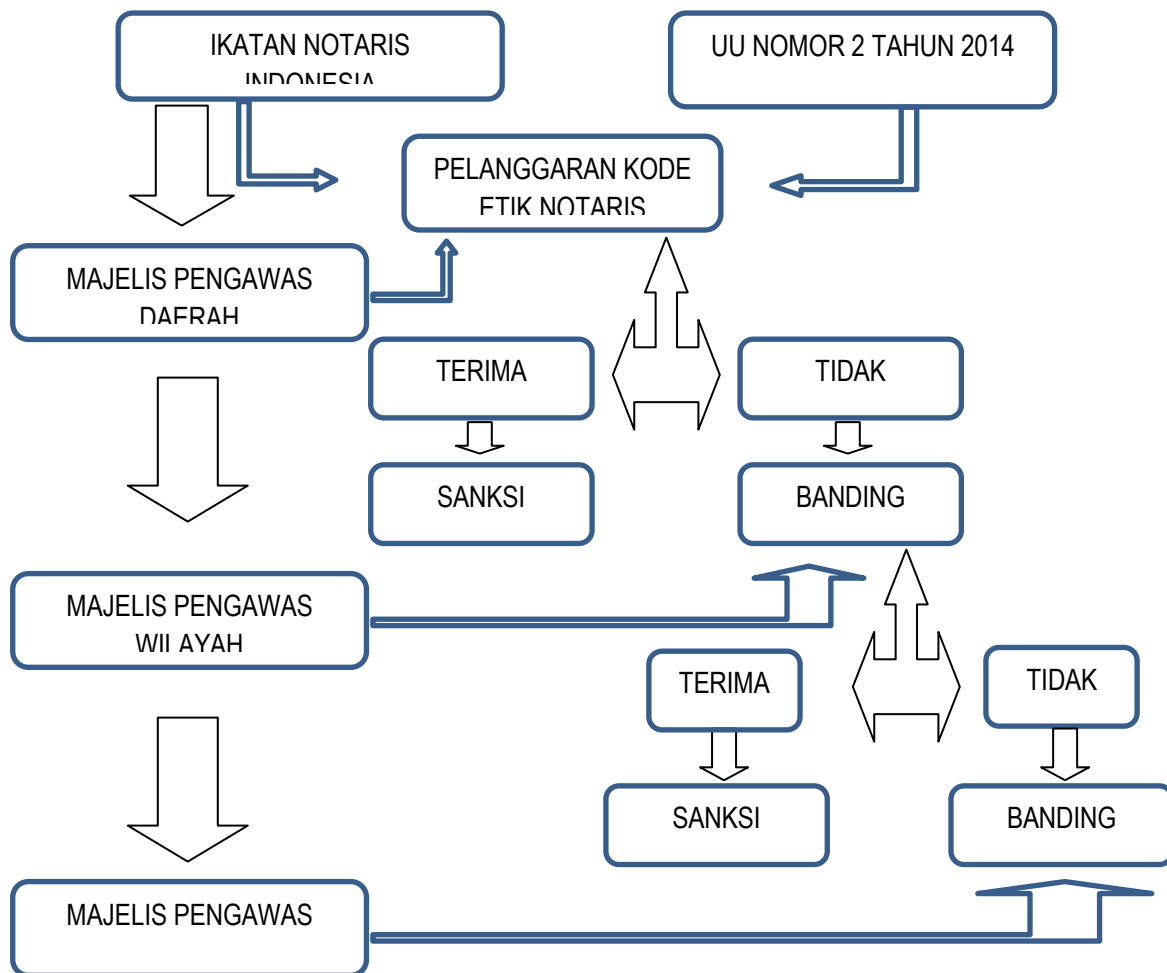 IKATAN NOTARIS
INDONESIA
UU NOMOR 2 TAHUN 2014
PELANGGARAN KODE
ETIK NOTARIS
MAJELIS PENGAWAS
DAERAH
TERIMA
TIDAK
SANKSI
BANDING
MAJELIS PENGAWAS
WILAYAH
TERIMA
TIDAK
SANKSI
BANDING
MAJELIS PENGAWAS